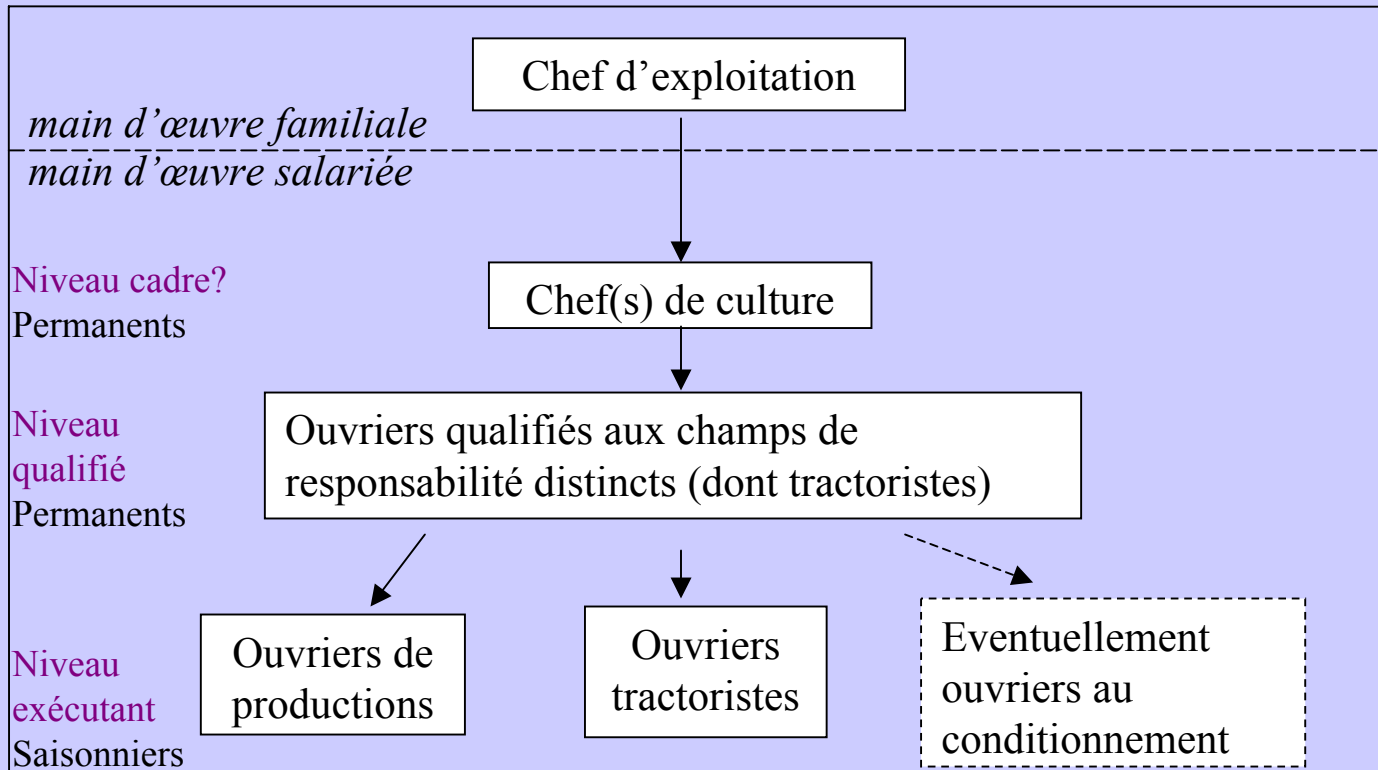 Chef d’exploitation
main d’œuvre familiale
main d’œuvre salariée
Niveau cadre?
Permanents
Chef(s) de culture
Niveau
qualifié
Permanents
Ouvriers qualifiés aux champs de
responsabilité distincts (dont tractoristes)
Niveau
exécutant
Saisonniers
Ouvriers de
productions
Ouvriers
tractoristes
Eventuellement
ouvriers au
conditionnement